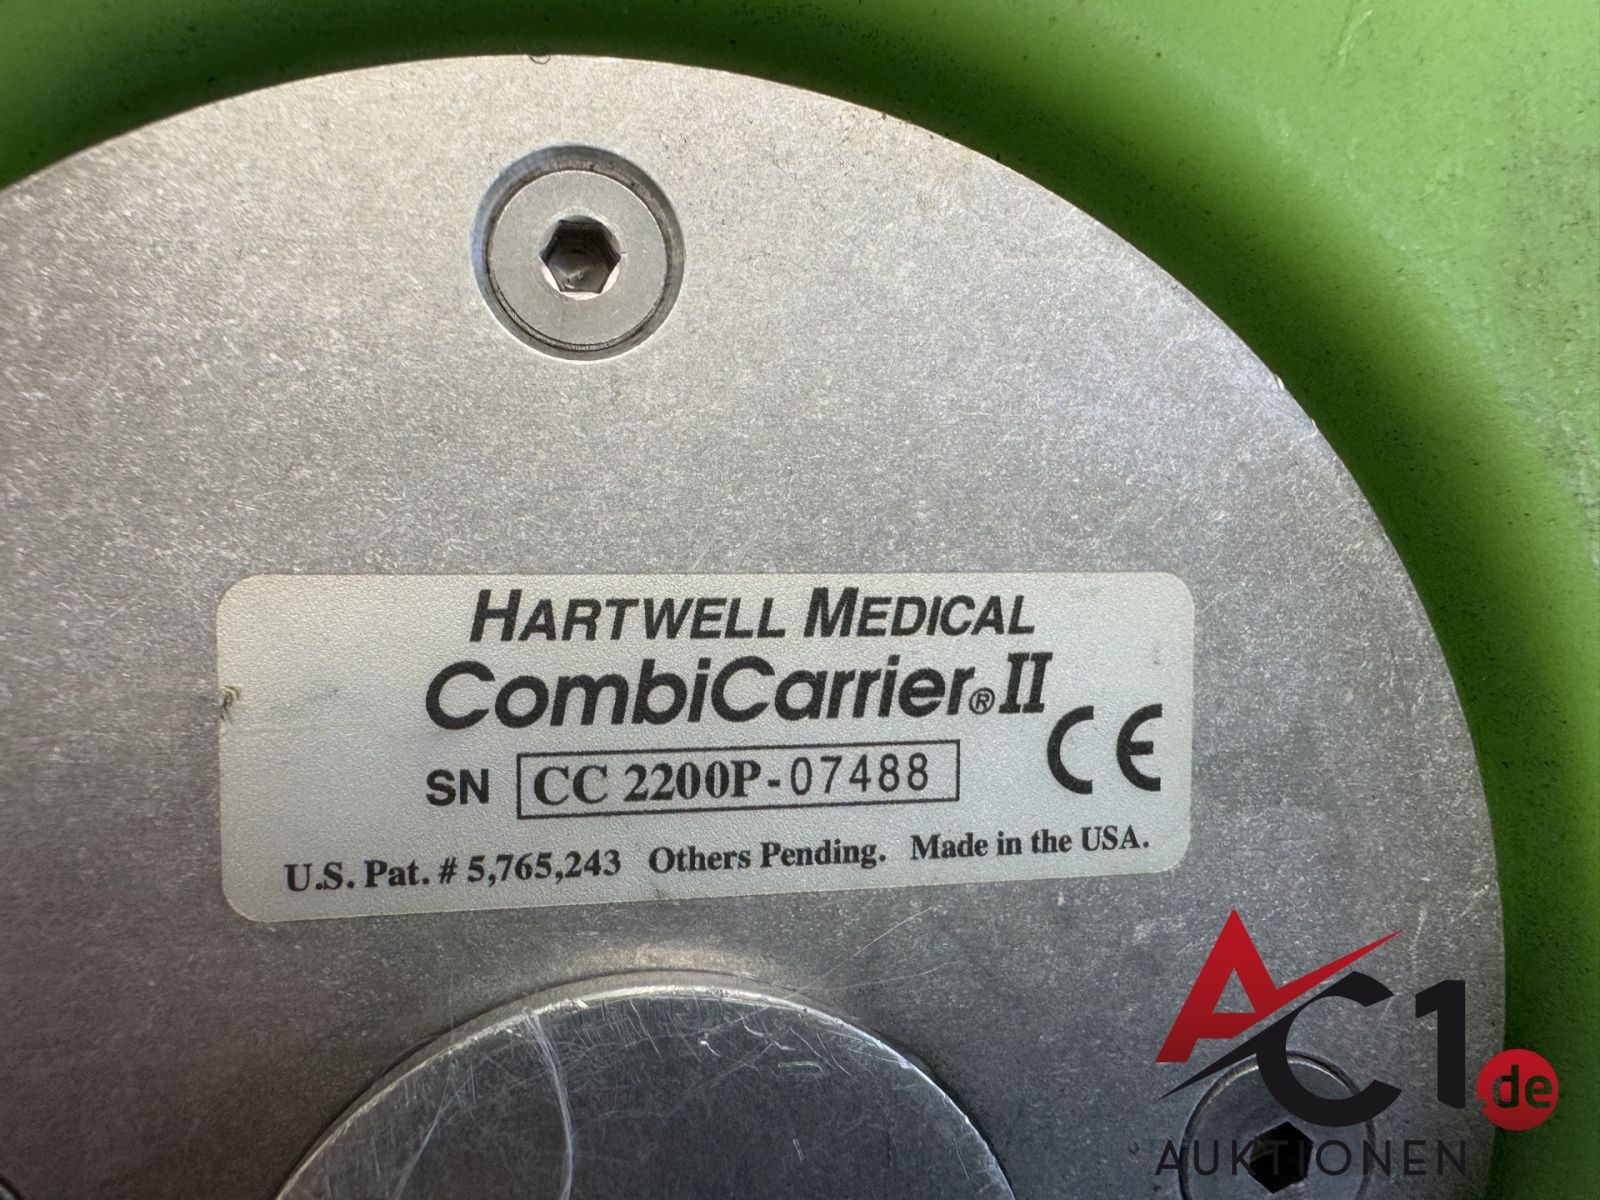 HARTWELL MEDICAL
CombiCarrier® II
CE
SN CC 2200P-07488
U.S. Pat. # 5,765,243 Others Pending. Made in the USA.
AC1.de
AUKTIONEN